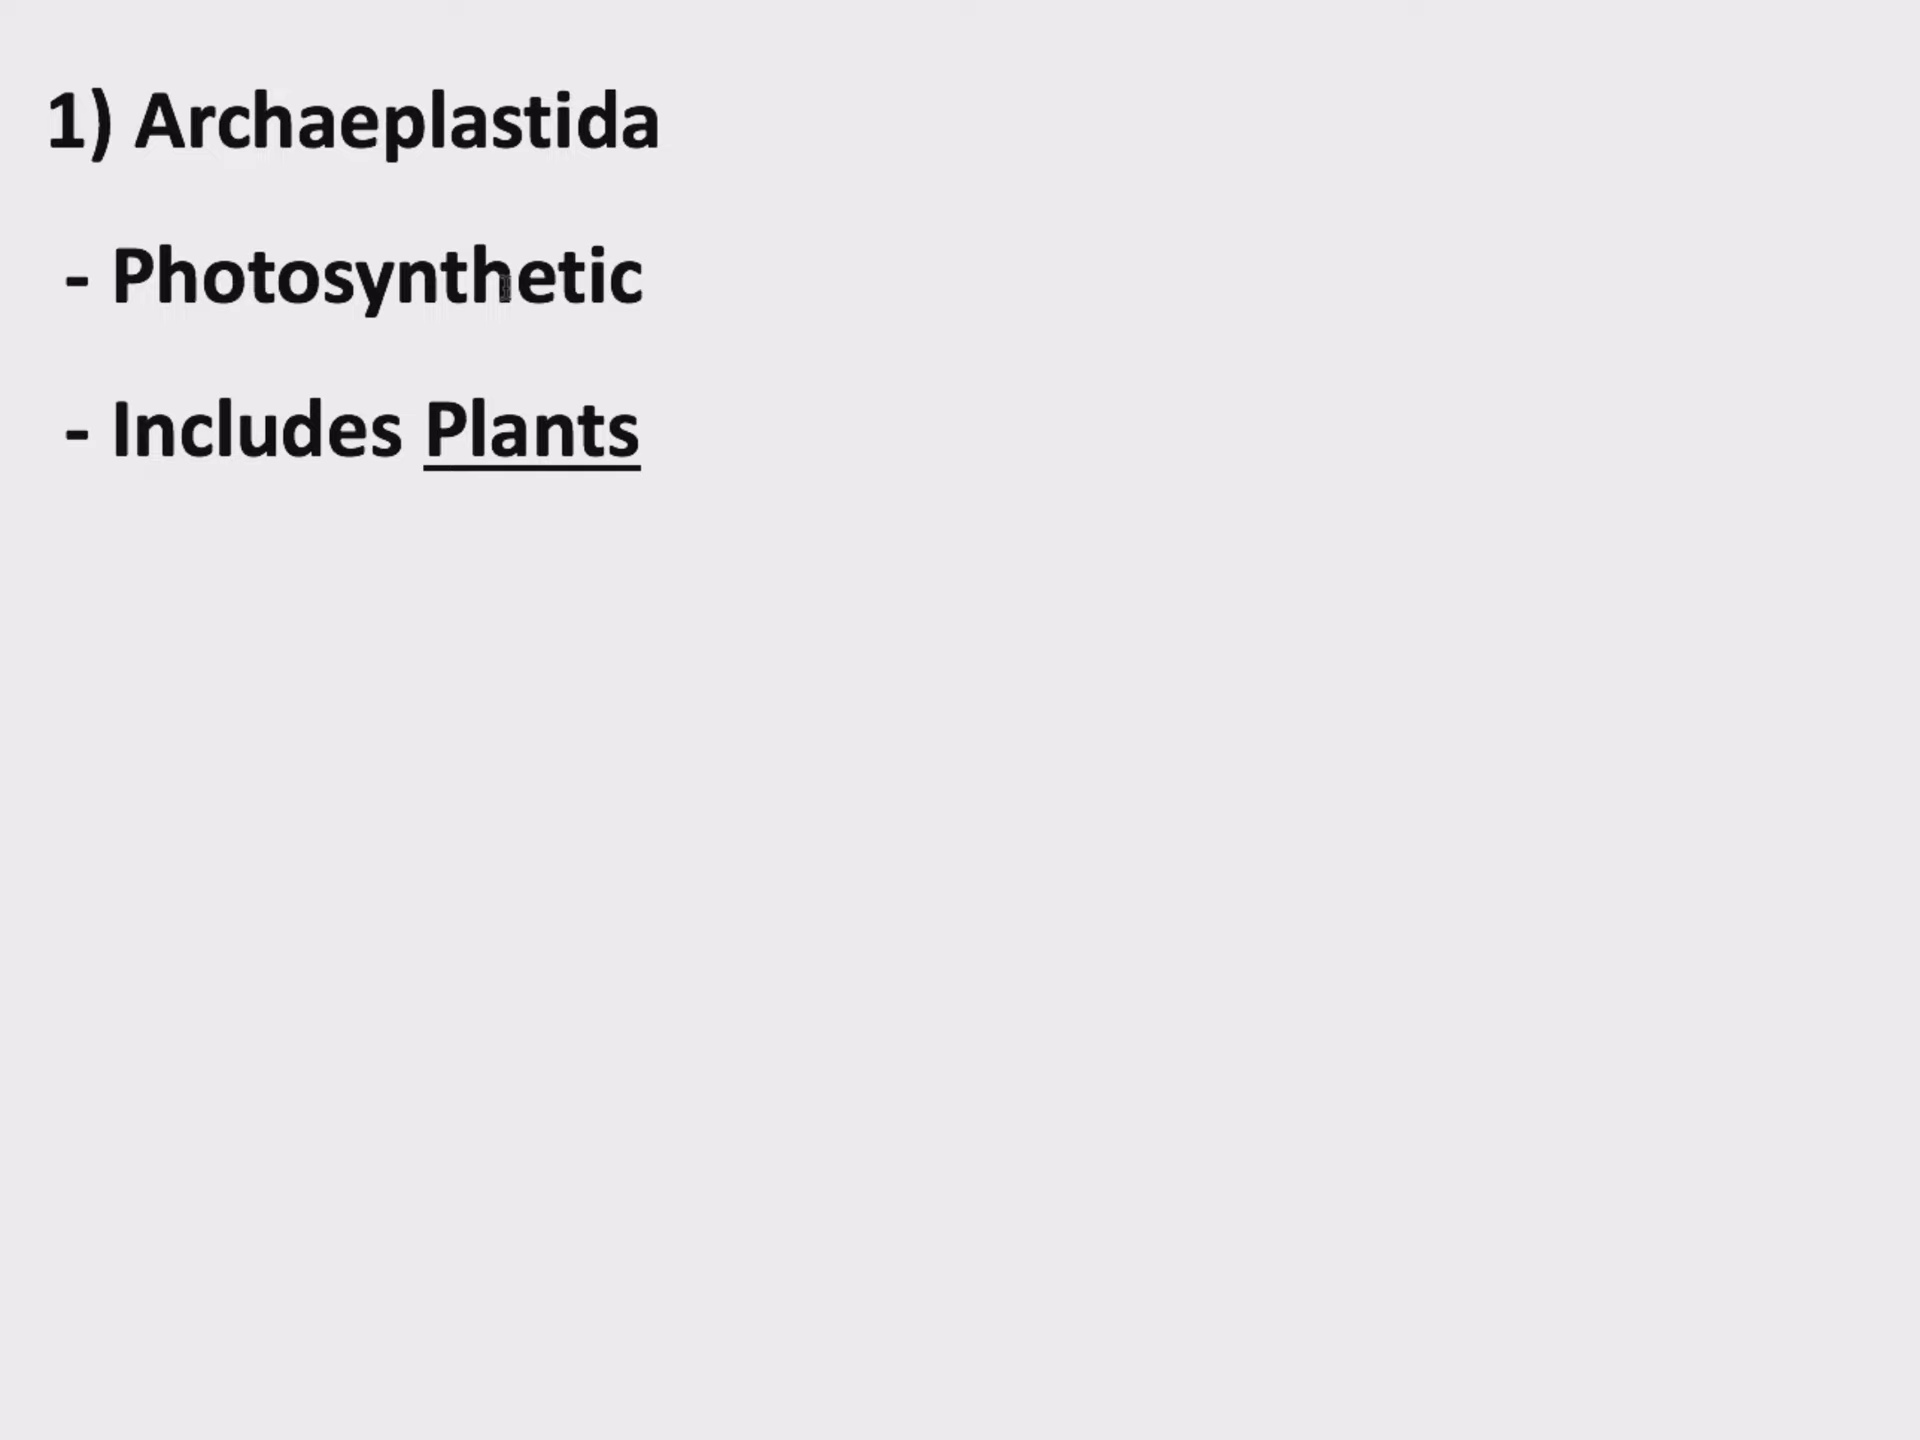 1) Archaeplastida
- Photosynthetic
- Includes Plants